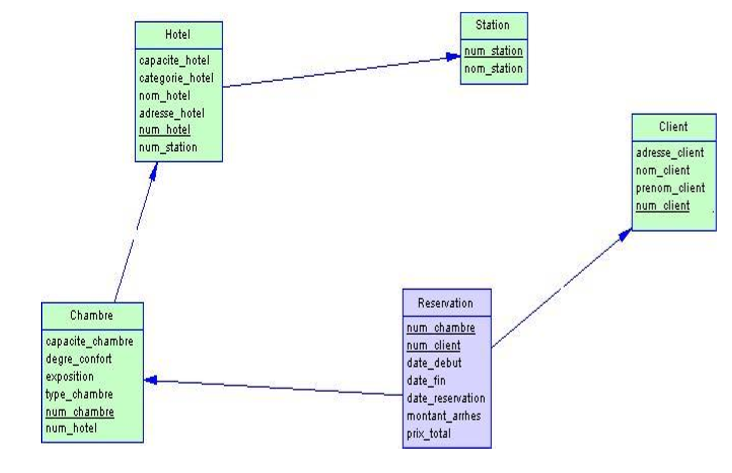 Hotel
capacite_hotel
categorie_hotel
nom_hotel
adresse_hotel
num_hotel
num_station
Station
num_station
nom_station
Client
adresse_client
nom_client
prenom_client
num_client
Chambre
capacite_chambre
degre_confort
exposition
type_chambre
num_chambre
num_hotel
Reservation
num_chambre
num_client
date_debut
date_fin
date_reservation
montant_arrhes
prix_total